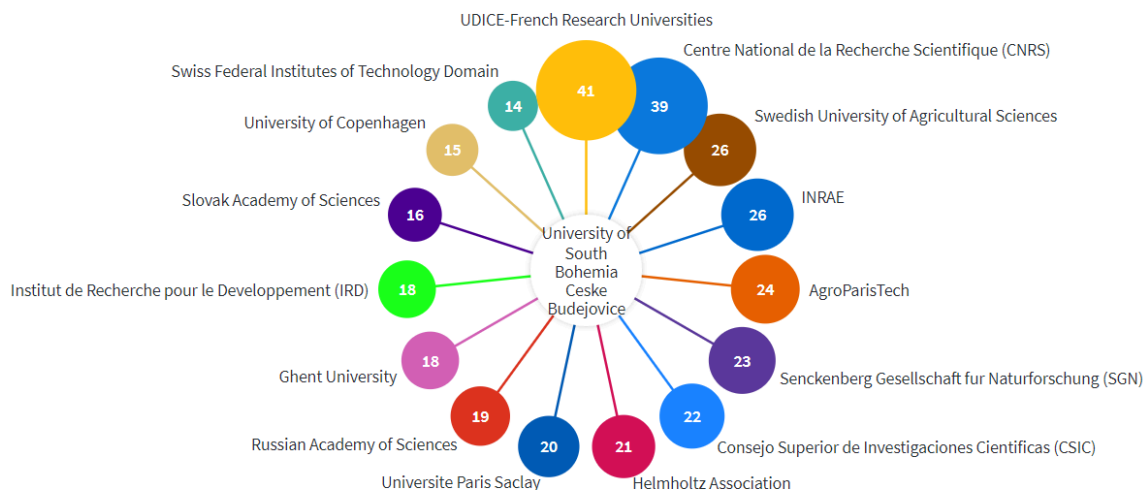 UDICE-French Research Universities
41
Centre National de la Recherche Scientifique (CNRS)
39
Swedish University of Agricultural Sciences
26
INRAE
26
AgroParisTech
24
Senckenberg Gesellschaft fur Naturforschung (SGN)
23
Consejo Superior de Investigaciones Cientificas (CSIC)
22
Helmholtz Association
21
Universite Paris Saclay
20
Russian Academy of Sciences
19
Ghent University
18
Institut de Recherche pour le Developpement (IRD)
18
Slovak Academy of Sciences
16
University of Copenhagen
15
Swiss Federal Institutes of Technology Domain
14
University of
South
Bohemia
Ceske
Budejovice